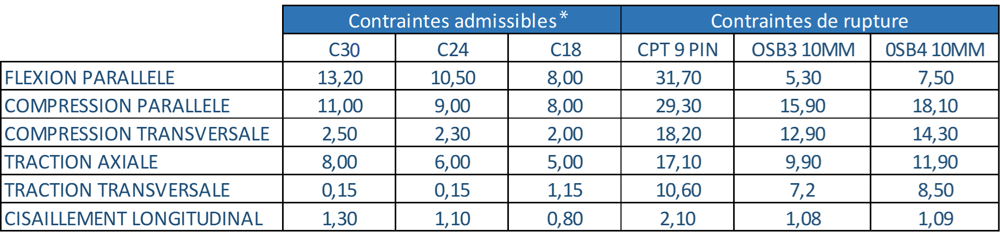 Contraintes admissibles* Contraintes de rupture
C30 C24 C18 CPT 9 PIN OSB3 10MM 0SB4 10MM
FLEXION PARALLELE 13,20 10,50 8,00 31,70 5,30 7,50
COMPRESSION PARALLELE 11,00 9,00 8,00 29,30 15,90 18,10
COMPRESSION TRANSVERSALE 2,50 2,30 2,00 18,20 12,90 14,30
TRACTION AXIALE 8,00 6,00 5,00 17,10 9,90 11,90
TRACTION TRANSVERSALE 0,15 0,15 1,15 10,60 7,2 8,50
CISAILLEMENT LONGITUDINAL 1,30 1,10 0,80 2,10 1,08 1,09